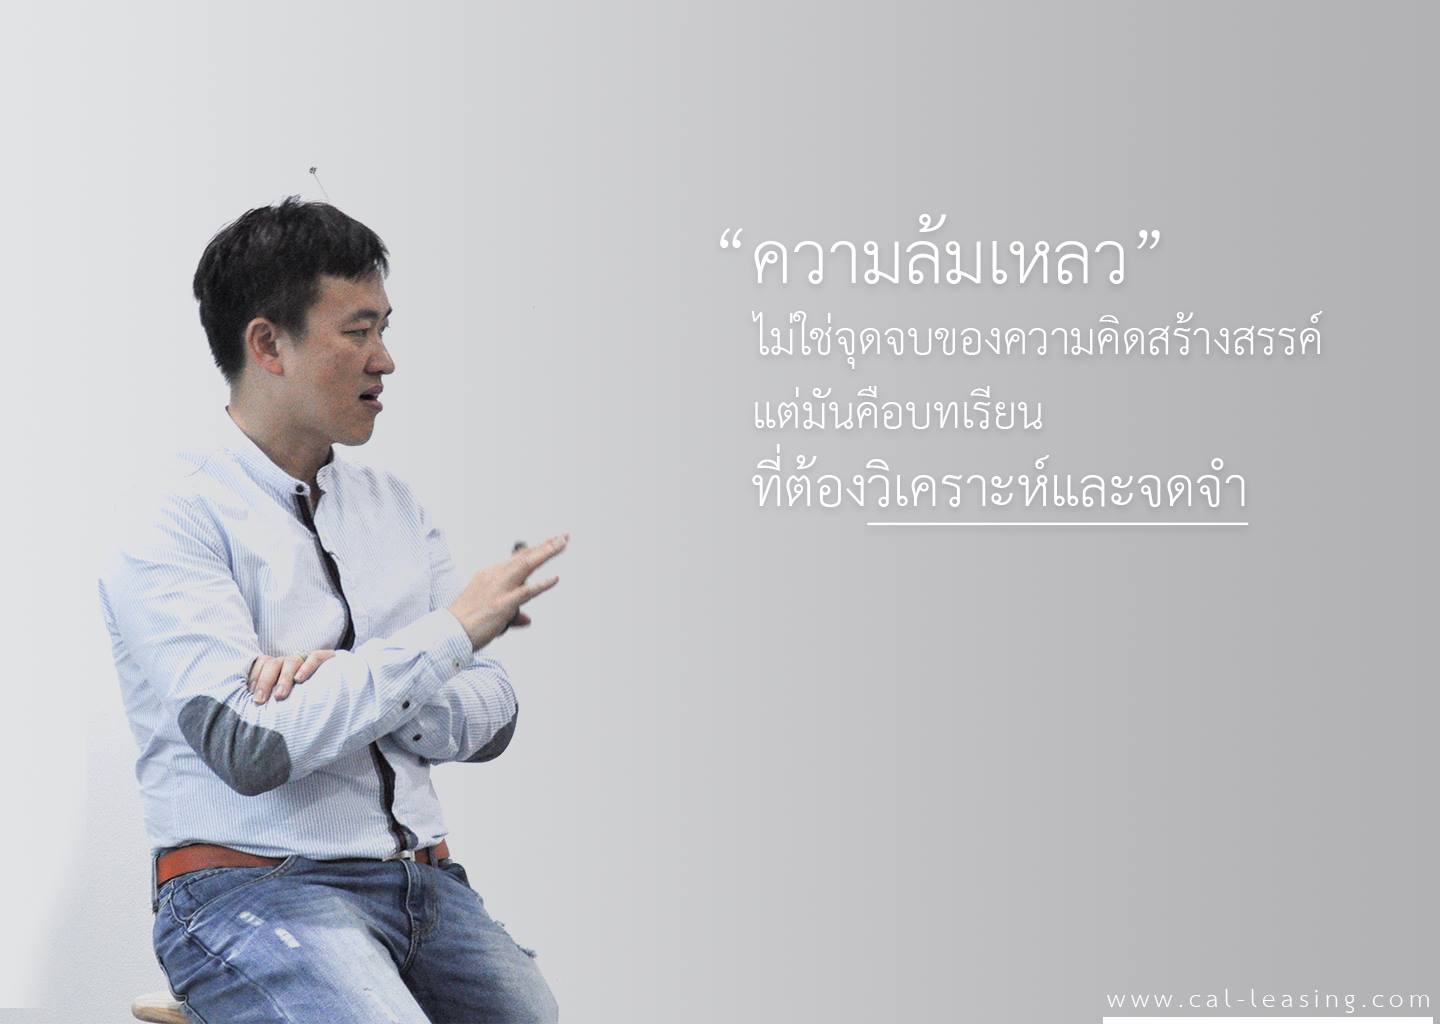 “ความล้มเหลว”
ไม่ใช่จุดจบของความคิดสร้างสรรค์
แต่มันคือบทเรียน
ที่ต้องวิเคราะห์และจดจำ
www.cal-leasing.com